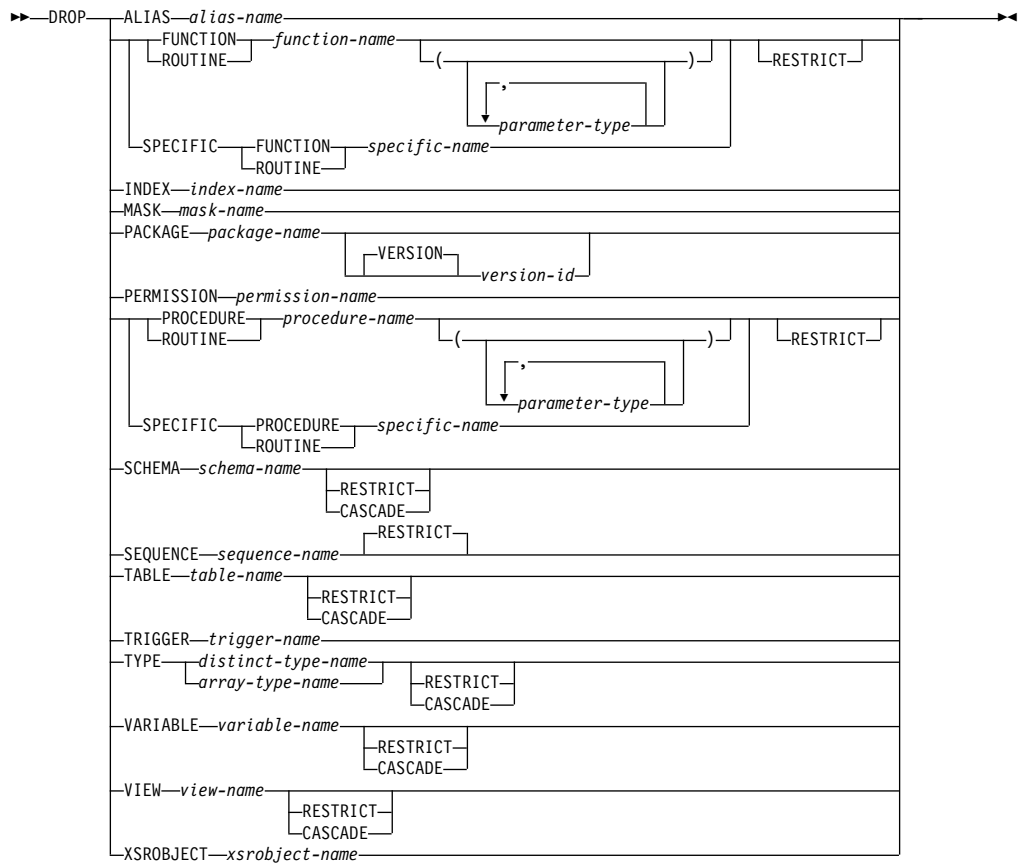 DROP ALIAS alias-name
FUNCTION function-name
ROUTINE ( ) RESTRICT
,
parameter-type
SPECIFIC FUNCTION specific-name
ROUTINE
INDEX index-name
MASK mask-name
PACKAGE package-name
VERSION
version-id
PERMISSION permission-name
PROCEDURE procedure-name
ROUTINE ( ) RESTRICT
,
parameter-type
SPECIFIC PROCEDURE specific-name
ROUTINE
SCHEMA schema-name
RESTRICT
CASCADE
RESTRICT
SEQUENCE sequence-name
TABLE table-name
RESTRICT
CASCADE
TRIGGER trigger-name
TYPE distinct-type-name
array-type-name RESTRICT
CASCADE
VARIABLE variable-name
RESTRICT
CASCADE
VIEW view-name
RESTRICT
CASCADE
XSROBJECT xsrobject-name